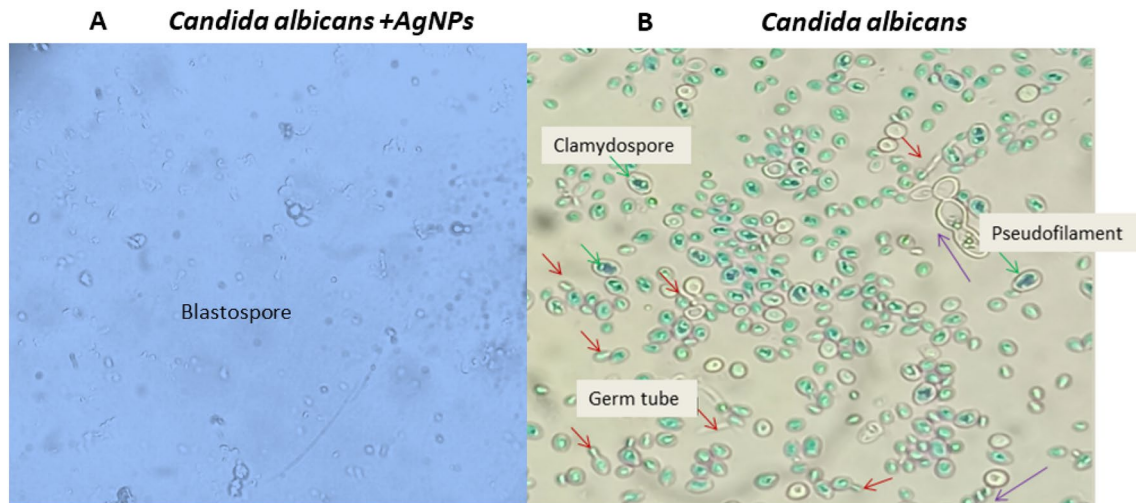 A Candida albicans +AgNPs
B Candida albicans
Clamydospore
Pseudofilament
Blastospore
Germ tube